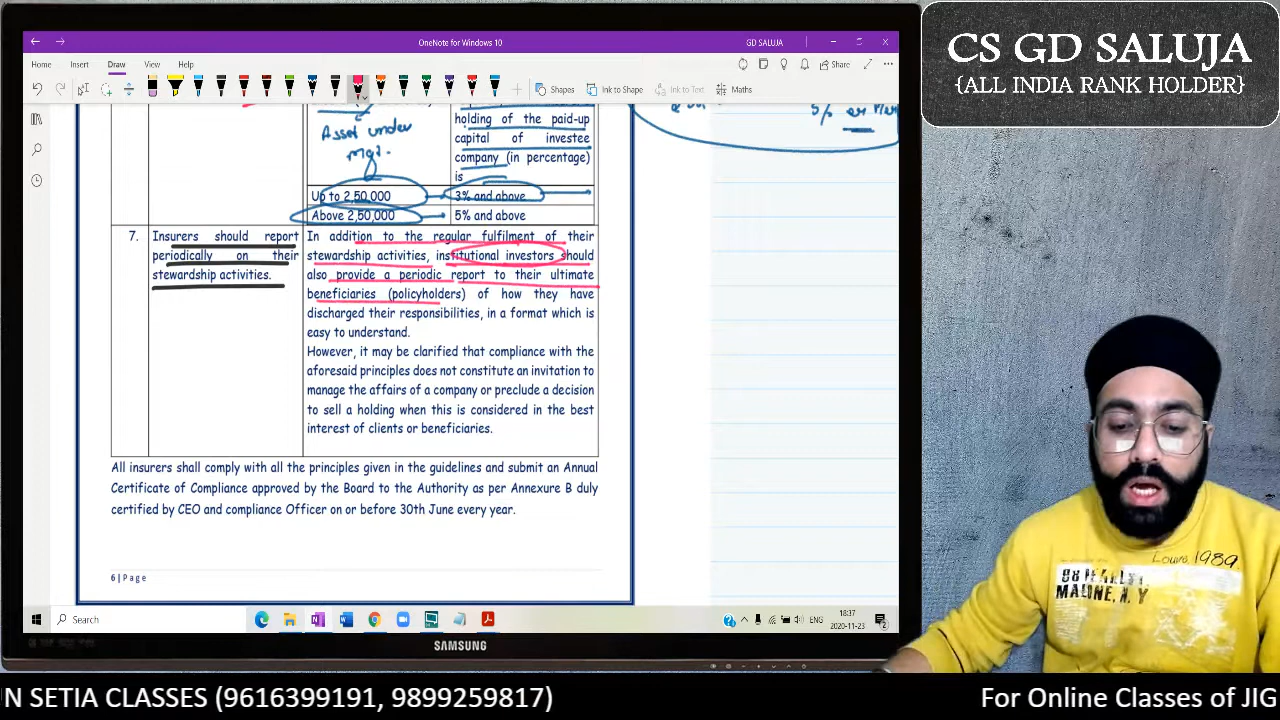 CS GD SALUJA
{ALL INDIA RANK HOLDER}
OneNote for Windows 10
GD SALUJA
Home Insert Draw View Help
Share
Shapes
Ink to Shape
Ink to Text
Maths
5% or
Asset under
mgt.
holding of the paid-up
capital of investee
company (in percentage)
is
Up to 2,50,000 3% and above
Above 2,50,000 5% and above
7.
Insurers should report
periodically on their
stewardship activities.
In addition to the regular fulfilment of their
stewardship activities, institutional investors should
also provide a periodic report to their ultimate
beneficiaries (policyholders) of how they have
discharged their responsibilities, in a format which is
easy to understand.
However, it may be clarified that compliance with the
aforesaid principles does not constitute an invitation to
manage the affairs of a company or preclude a decision
to sell a holding when this is considered in the best
interest of clients or beneficiaries.
All insurers shall comply with all the principles given in the guidelines and submit an Annual
Certificate of Compliance approved by the Board to the Authority as per Annexure B duly
certified by CEO and compliance Officer on or before 30th June every year.
6 | Page
Search
ENG
18:37
2020-11-23
SAMSUNG
Louis 1989
MALONE. N. Y
N SETIA CLASSES (9616399191, 9899259817)
For Online Classes of JIG